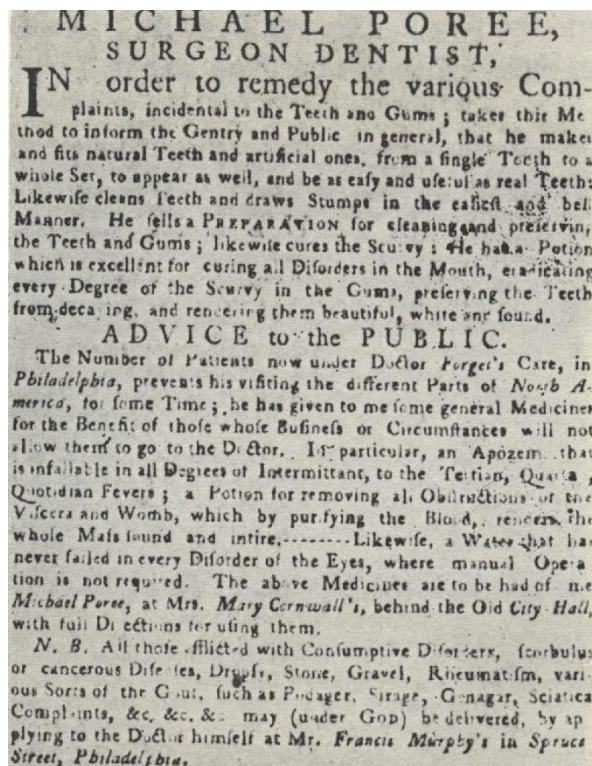 MICHAEL POREE,
SURGEON DENTIST,
IN order to remedy the various Com-
plaints, incidental to the Teeth and Gums; takes this Me
thod to inform the Gentry and Public in general, that he makes
and fits natural Teeth and artificial ones, from a single Tooth to a
whole Set, to appear as well, and be as easy and useful as real Teeth:
Likewise cleans Teeth and draws Stumps in the easiest and best
Manner. He sells a PREPARATION for cleaning and preserving
the Teeth and Gums; likewise cures the Scurvy: He has a Potion
which is excellent for curing all Disorders in the Mouth, eradicating
every Degree of the Scurvy in the Gums, preserving the Teeth
from decaying, and rendering them beautiful, white and sound.
ADVICE to the PUBLIC.
The Number of Patients now under Doctor Forget's Care, in
Philadelphia, prevents his visiting the different Parts of North A-
merica, for some Time; he has given to me some general Medicines
for the Benefit of those whose Business or Circumstances will not
allow them to go to the Doctor. In particular, an Apozem that
is infallable in all Degrees of Intermittant, to the Tertian,
Quotidian Fevers; a Potion for removing all Obstructions of the
Viscera and Womb, which by purifying the Blood, renders the
whole Mass sound and intire,--------Likewise, a Water that has
never failed in every Disorder of the Eyes, where manual Opera
tion is not required. The above Medicines are to be had of me
Michael Poree, at Mrs. Mary Cornwall's, behind the Old City Hall,
with full Directions for using them.
N. B. All those afflicted with Consumptive Disorders, scorbutus
or cancerous Diseases, Dropsy, Stone, Gravel, Rheumatism, vari-
ous Sorts of the Gout, such as Podager, Genagar, Sciatica
Complaints, &c. &c. &c. may (under GOD) be delivered, by ap
plying to the Doctor himself at Mr. Francis Murphy's in Spruce
Street, Philadelphia.